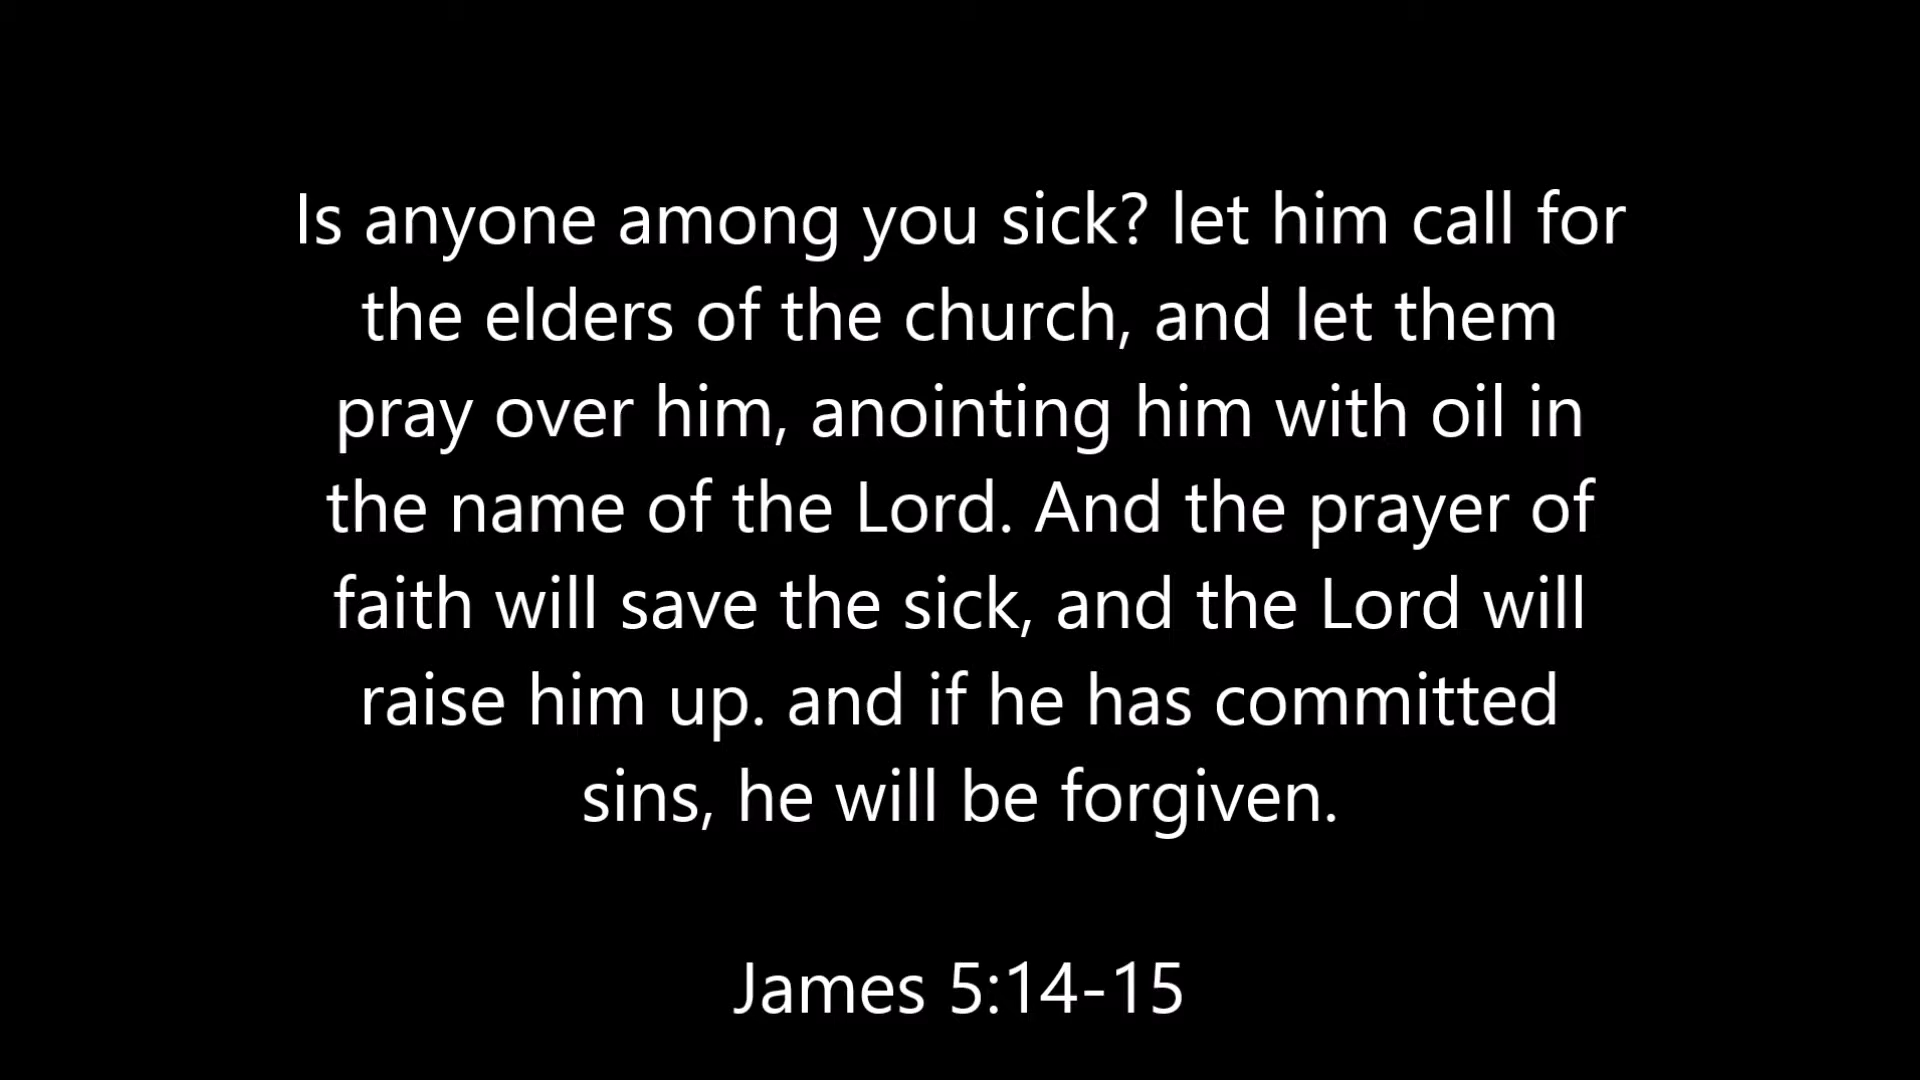 Is anyone among you sick? let him call for
the elders of the church, and let them
pray over him, anointing him with oil in
the name of the Lord. And the prayer of
faith will save the sick, and the Lord will
raise him up. and if he has committed
sins, he will be forgiven.
James 5:14-15